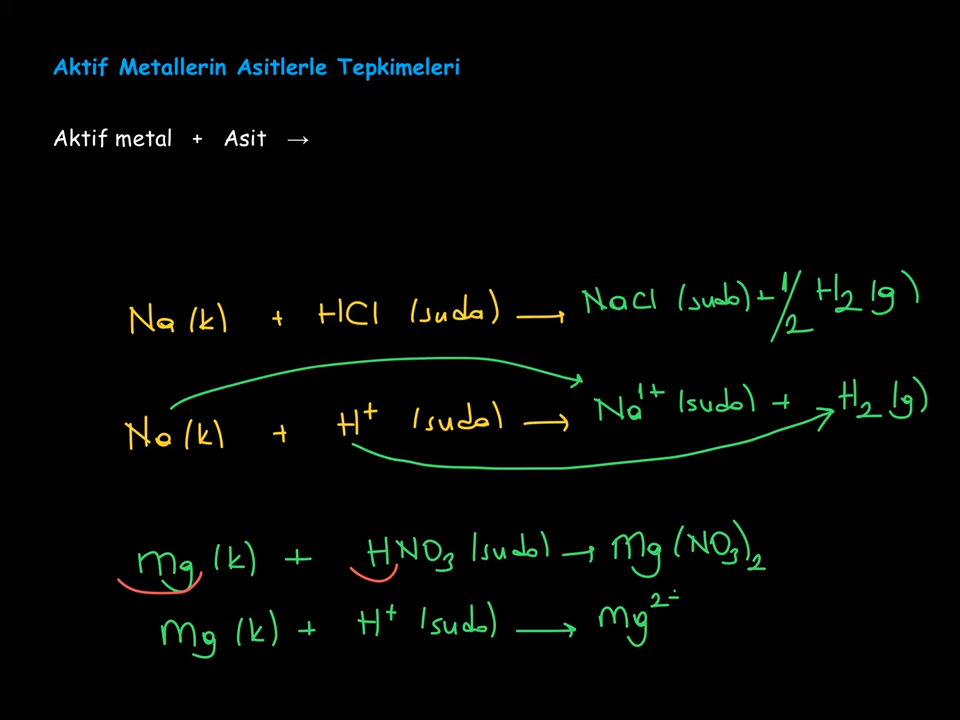 Aktif Metallerin Asitlerle Tepkimeleri
Aktif metal + Asit →
Na (k) + HCl (suda) → NaCl (suda) + 1/2 H2 (g)
Na (k) + H+ (suda) → Na1+ (suda) + H2 (g)
Mg (k) + HNO3 (suda) → Mg(NO3)2
Mg (k) + H+ (suda) → Mg2+